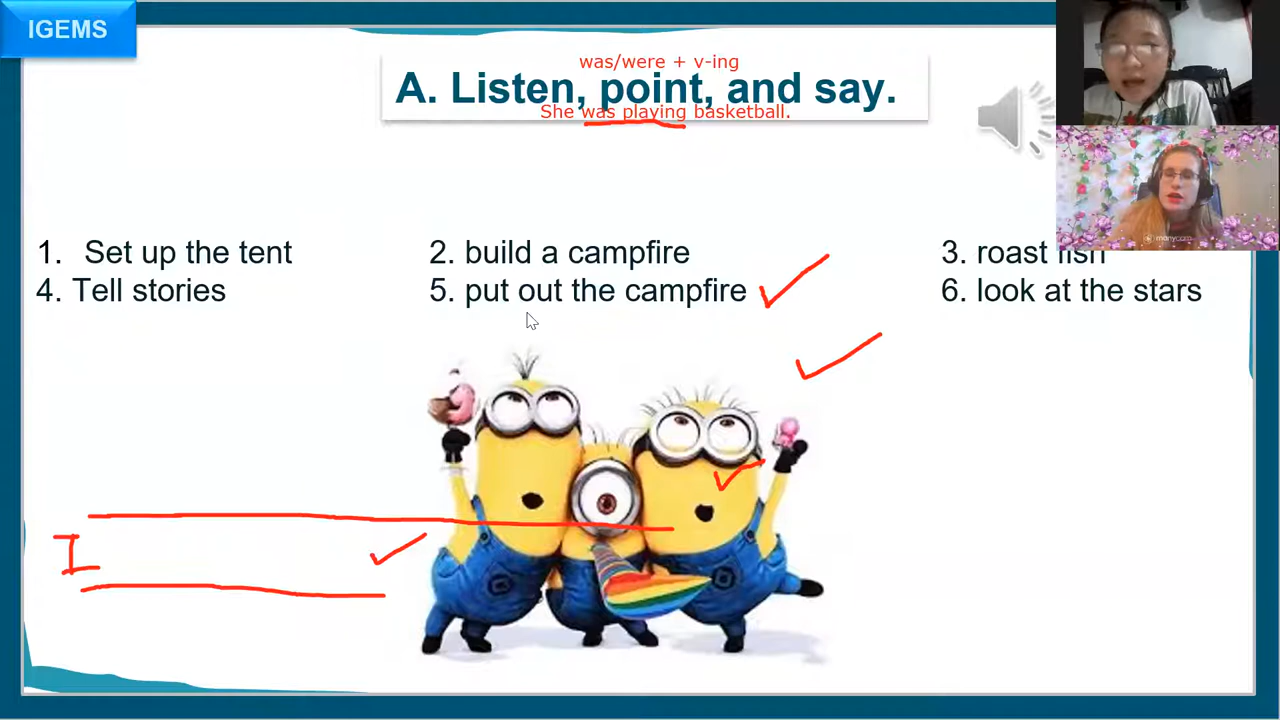 IGEMS
was/were + v-ing
A. Listen, point, and say.
She was playing basketball.
1. Set up the tent
2. build a campfire
3. roast fish
4. Tell stories
5. put out the campfire
6. look at the stars
I
manycam